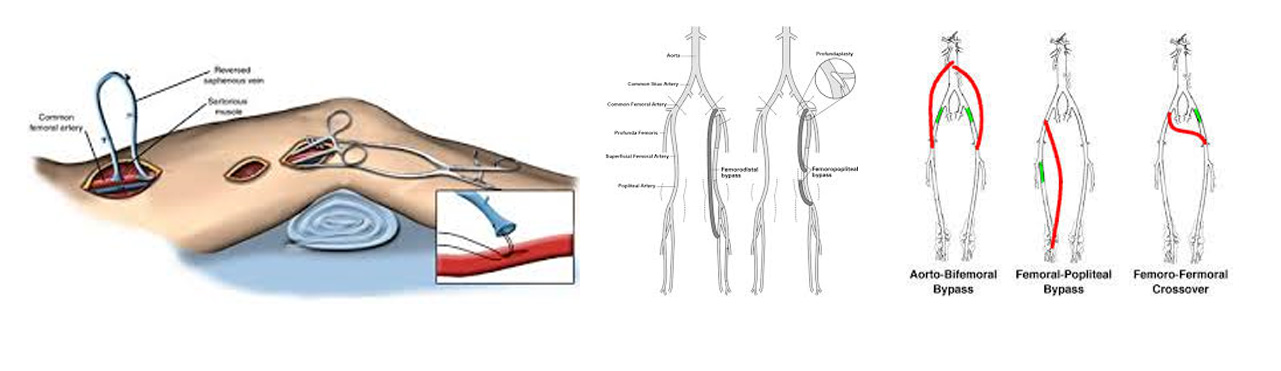 Reversed
saphenous vein
Sartorious
muscle
Common
femoral artery
Aorta
Common Iliac Artery
Common Femoral Artery
Profunda Femoris
Superficial Femoral Artery
Popliteal Artery
Femorodistal
bypass
Profundaplasty
Femoropopliteal
bypass
Aorto-Bifemoral
Bypass
Femoral-Popliteal
Bypass
Femoro-Fermoral
Crossover